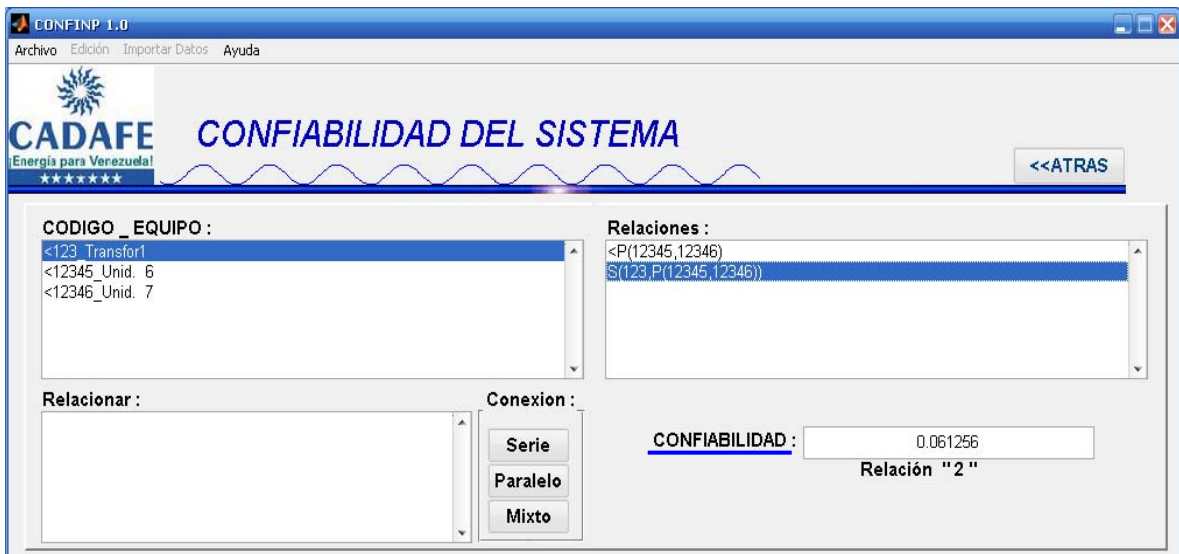 CONFINP 1.0
Archivo Edición Importar Datos Ayuda
CADAFE
¡Energía para Venezuela!
CONFIABILIDAD DEL SISTEMA
<<ATRAS
CODIGO _ EQUIPO :
<123_Transfor1
<12345_Unid. 6
<12346_Unid. 7
Relaciones :
<P(12345,12346)
S(123,P(12345,12346))
Relacionar :
Conexion :
Serie
Paralelo
Mixto
CONFIABILIDAD :
0.061256
Relación "2"